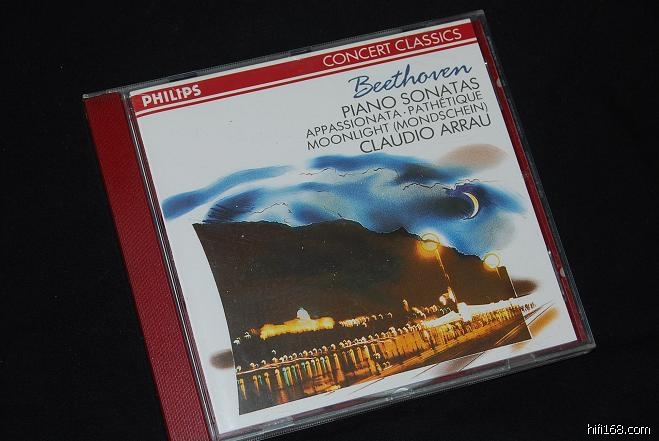 PHILIPS
CONCERT CLASSICS
Beethoven
PIANO SONATAS
APPASSIONATA · PATHÉTIQUE
MOONLIGHT (MONDSCHEIN)
CLAUDIO ARRAU
hifi168.com